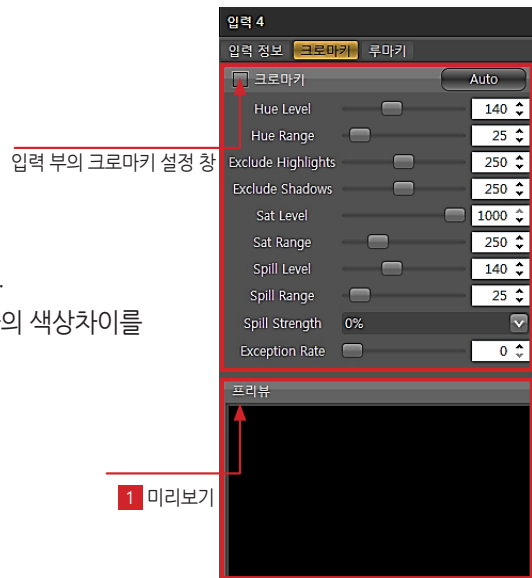 입력 4
입력 정보 크로마키 루마키
크로마키 Auto
Hue Level 140
Hue Range 25
입력 부의 크로마키 설정 창
Exclude Highlights 250
Exclude Shadows 250
Sat Level 1000
Sat Range 250
Spill Level 140
Spill Range 25
의 색상차이를
Spill Strength 0%
Exception Rate 0
프리뷰
1 미리보기